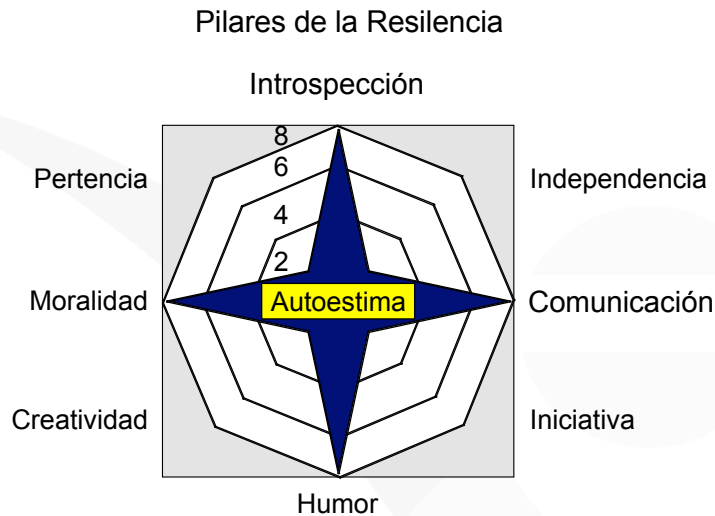 Pilares de la Resilencia
Introspección
8
6
4
2
Pertencia
Independencia
Moralidad
Autoestima
Comunicación
Creatividad
Iniciativa
Humor